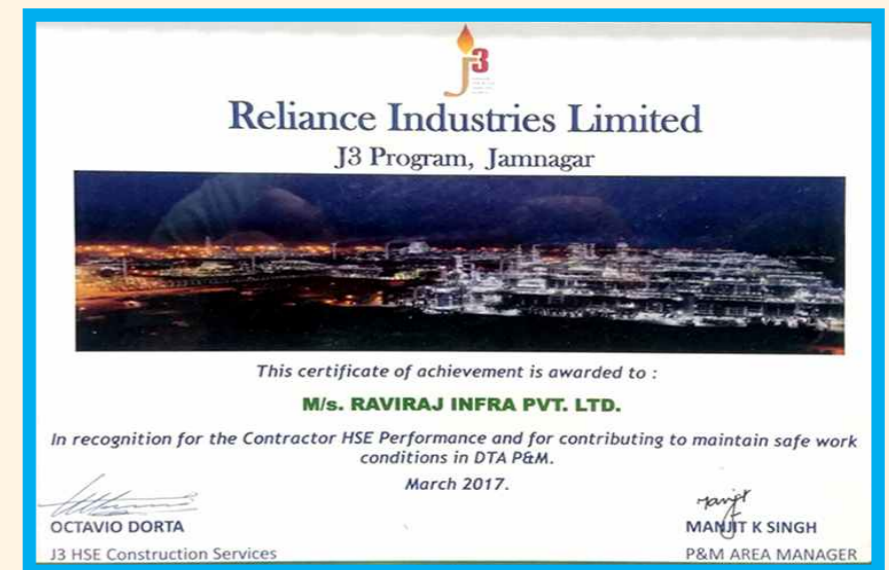 J3
Reliance Industries Limited
J3 Program, Jamnagar
This certificate of achievement is awarded to :
M/s. RAVIRAJ INFRA PVT. LTD.
In recognition for the Contractor HSE Performance and for contributing to maintain safe work
conditions in DTA P&M.
March 2017.
OCTAVIO DORTA
J3 HSE Construction Services
Manjit
MANJIT K SINGH
P&M AREA MANAGER